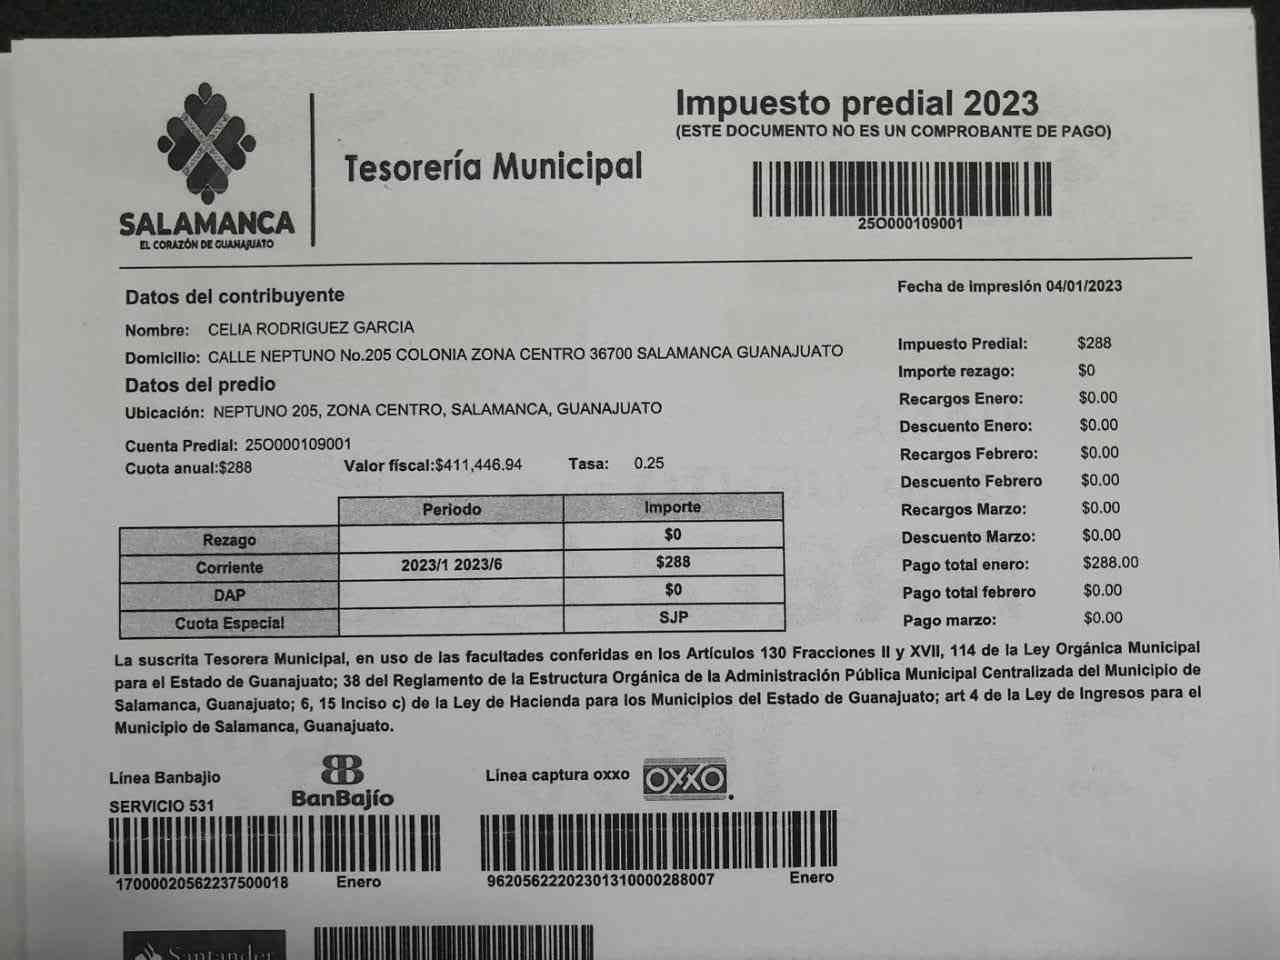 SALAMANCA
EL CORAZÓN DE GUANAJUATO
Tesorería Municipal
Impuesto predial 2023
(ESTE DOCUMENTO NO ES UN COMPROBANTE DE PAGO)
25O000109001
Datos del contribuyente
Fecha de impresión 04/01/2023
Nombre: CELIA RODRIGUEZ GARCIA
Domicilio: CALLE NEPTUNO No.205 COLONIA ZONA CENTRO 36700 SALAMANCA GUANAJUATO
Datos del predio
Ubicación: NEPTUNO 205, ZONA CENTRO, SALAMANCA, GUANAJUATO
Cuenta Predial: 25O000109001
Cuota anual:$288 Valor fiscal:$411,446.94 Tasa: 0.25
Impuesto Predial: $288
Importe rezago: $0
Recargos Enero: $0.00
Descuento Enero: $0.00
Recargos Febrero: $0.00
Descuento Febrero $0.00
Recargos Marzo: $0.00
Descuento Marzo: $0.00
Pago total enero: $288.00
Pago total febrero $0.00
Pago marzo: $0.00
Periodo Importe
Rezago $0
Corriente 2023/1 2023/6 $288
DAP $0
Cuota Especial SJP
La suscrita Tesorera Municipal, en uso de las facultades conferidas en los Artículos 130 Fracciones II y XVII, 114 de la Ley Orgánica Municipal
para el Estado de Guanajuato; 38 del Reglamento de la Estructura Orgánica de la Administración Pública Municipal Centralizada del Municipio de
Salamanca, Guanajuato; 6, 15 Inciso c) de la Ley de Hacienda para los Municipios del Estado de Guanajuato; art 4 de la Ley de Ingresos para el
Municipio de Salamanca, Guanajuato.
Línea Banbajio
SERVICIO 531
BanBajío
Línea captura oxxo
OXXO
17000020562237500018 Enero
96205622202301310000288007 Enero
Santander